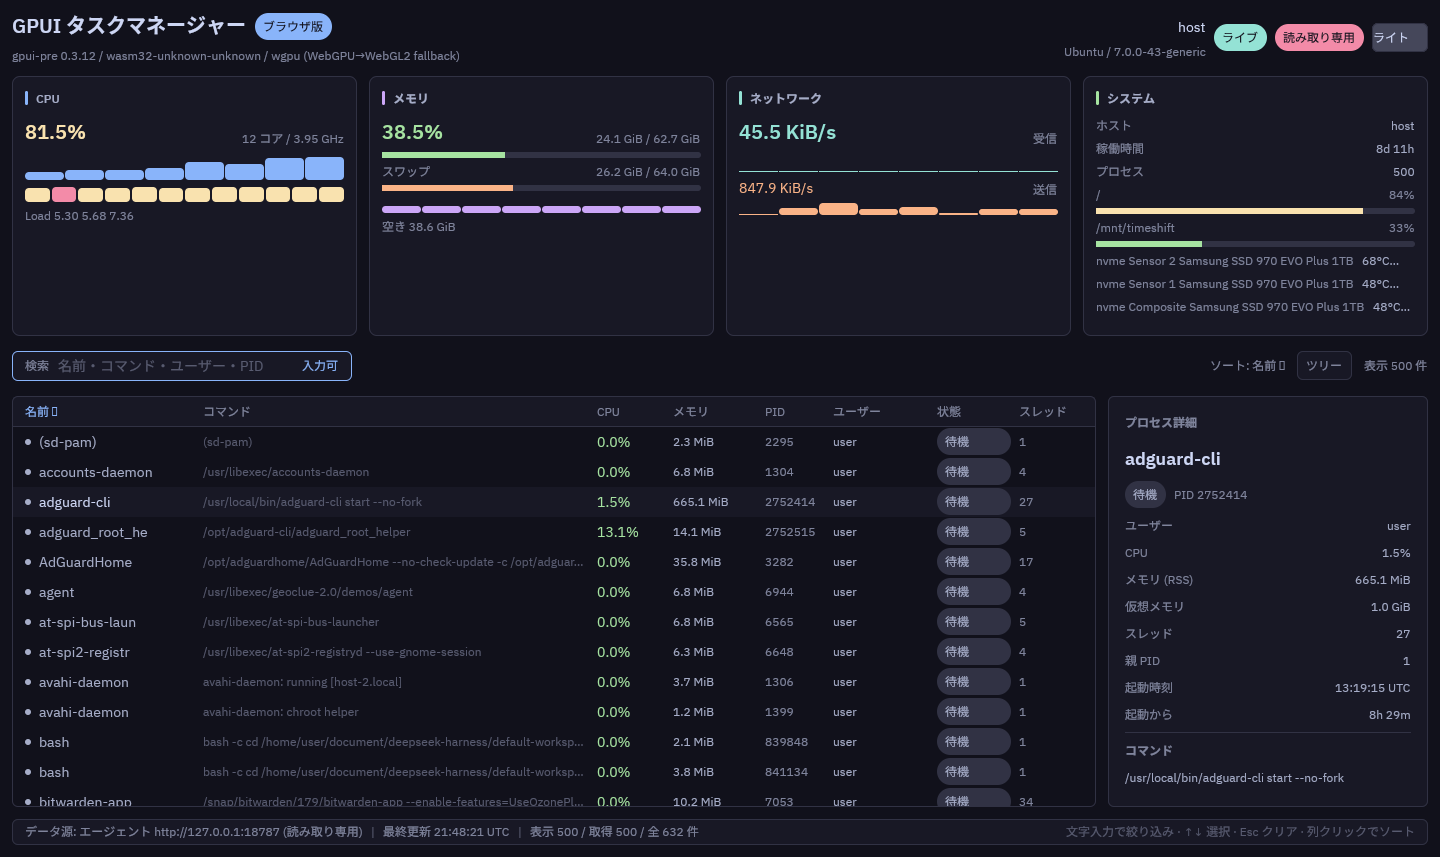 GPUI タスクマネージャー ブラウザ版
gpui-pre 0.3.12 / wasm32-unknown-unknown / wgpu (WebGPU→WebGL2 fallback)
host
Ubuntu / 7.0.0-43-generic
ライブ 読み取り専用 ライト
CPU
81.5% 12 コア / 3.95 GHz
Load 5.30 5.68 7.36
メモリ
38.5% 24.1 GiB / 62.7 GiB
スワップ 26.2 GiB / 64.0 GiB
空き 38.6 GiB
ネットワーク
45.5 KiB/s 受信
847.9 KiB/s 送信
システム
ホスト host
稼働時間 8d 11h
プロセス 500
/ 84%
/mnt/timeshift 33%
nvme Sensor 2 Samsung SSD 970 EVO Plus 1TB 68°C...
nvme Sensor 1 Samsung SSD 970 EVO Plus 1TB 48°C...
nvme Composite Samsung SSD 970 EVO Plus 1TB 48°C...
検索 名前・コマンド・ユーザー・PID 入力可
ソート: 名前 ツリー 表示 500 件
名前 コマンド CPU メモリ PID ユーザー 状態 スレッド
(sd-pam) (sd-pam) 0.0% 2.3 MiB 2295 user 待機 1
accounts-daemon /usr/libexec/accounts-daemon 0.0% 6.8 MiB 1304 user 待機 4
adguard-cli /usr/local/bin/adguard-cli start --no-fork 1.5% 665.1 MiB 2752414 user 待機 27
adguard_root_he /opt/adguard-cli/adguard_root_helper 13.1% 14.1 MiB 2752515 user 待機 5
AdGuardHome /opt/adguardhome/AdGuardHome --no-check-update -c /opt/adguar... 0.0% 35.8 MiB 3282 user 待機 17
agent /usr/libexec/geoclue-2.0/demos/agent 0.0% 6.8 MiB 6944 user 待機 4
at-spi-bus-laun /usr/libexec/at-spi-bus-launcher 0.0% 6.8 MiB 6565 user 待機 5
at-spi2-registr /usr/libexec/at-spi2-registryd --use-gnome-session 0.0% 6.3 MiB 6648 user 待機 4
avahi-daemon avahi-daemon: running [host-2.local] 0.0% 3.7 MiB 1306 user 待機 1
avahi-daemon avahi-daemon: chroot helper 0.0% 1.2 MiB 1399 user 待機 1
bash bash -c cd /home/user/document/deepseek-harness/default-worksp... 0.0% 2.1 MiB 839848 user 待機 1
bash bash -c cd /home/user/document/deepseek-harness/default-worksp... 0.0% 3.8 MiB 841134 user 待機 1
bitwarden-app /snap/bitwarden/179/bitwarden-app --enable-features=UseOzonePl... 0.0% 10.2 MiB 7053 user 待機 34
プロセス詳細
adguard-cli
待機 PID 2752414
ユーザー user
CPU 1.5%
メモリ (RSS) 665.1 MiB
仮想メモリ 1.0 GiB
スレッド 27
親 PID 1
起動時刻 13:19:15 UTC
起動から 8h 29m
コマンド
/usr/local/bin/adguard-cli start --no-fork
データ源: エージェント http://127.0.0.1:18787 (読み取り専用) | 最終更新 21:48:21 UTC | 表示 500 / 取得 500 / 全 632 件
文字入力で絞り込み · ↑↓ 選択 · Esc クリア · 列クリックでソート